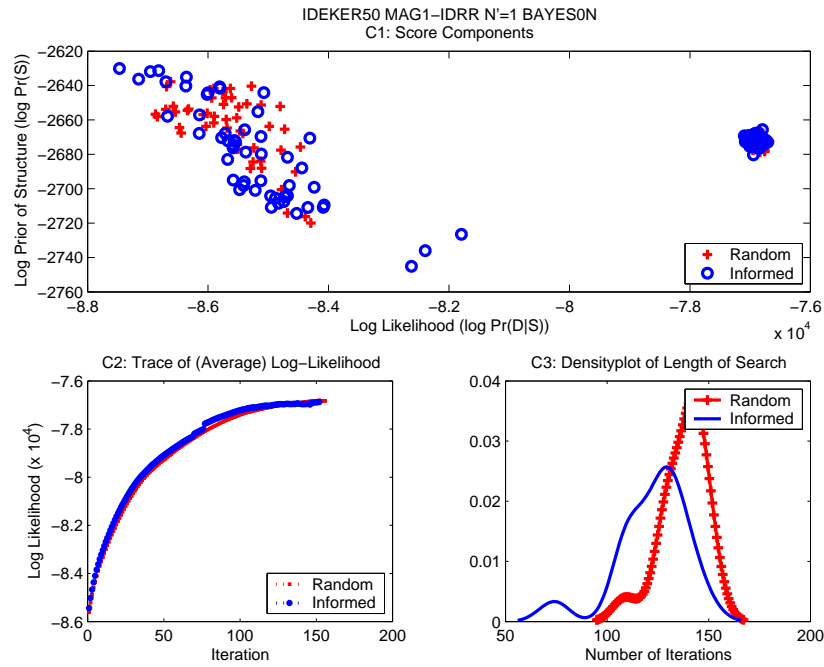 IDEKER50 MAG1−IDRR N'=1 BAYES0N
C1: Score Components
−2620
−2640
−2660
−2680
−2700
−2720
−2740
−2760
Log Prior of Structure (log Pr(S))
Random
Informed
−8.8
−8.6
−8.4
−8.2
−8
−7.8
−7.6
Log Likelihood (log Pr(D|S))
x 10⁴
C2: Trace of (Average) Log−Likelihood
−7.6
−7.8
−8
−8.2
−8.4
−8.6
Log Likelihood (x 10⁴)
Random
Informed
0
50
100
150
200
Iteration
C3: Densityplot of Length of Search
0.04
0.03
0.02
0.01
0
Random
Informed
50
100
150
200
Number of Iterations